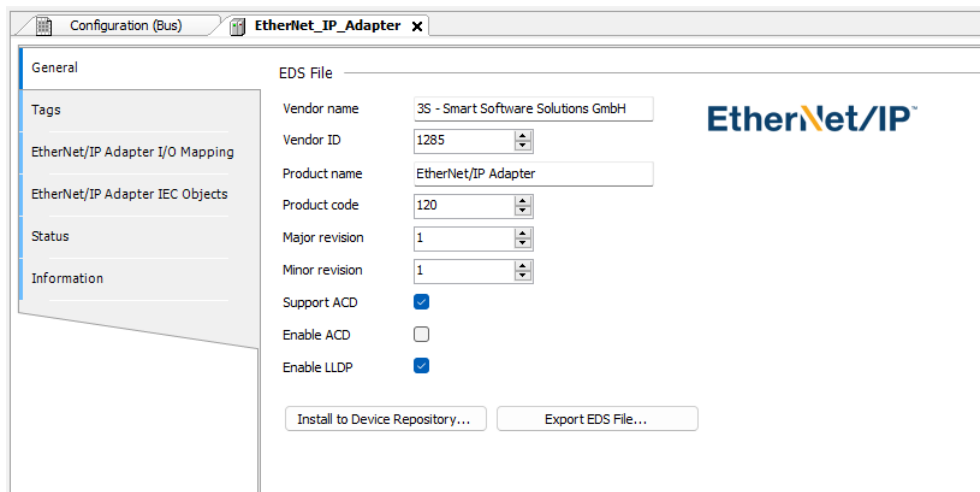 Configuration (Bus)
EtherNet_IP_Adapter
General
Tags
EtherNet/IP Adapter I/O Mapping
EtherNet/IP Adapter IEC Objects
Status
Information
EDS File
Vendor name 3S - Smart Software Solutions GmbH
Vendor ID 1285
Product name EtherNet/IP Adapter
Product code 120
Major revision 1
Minor revision 1
Support ACD
Enable ACD
Enable LLDP
Install to Device Repository... Export EDS File...
EtherNet/IP™